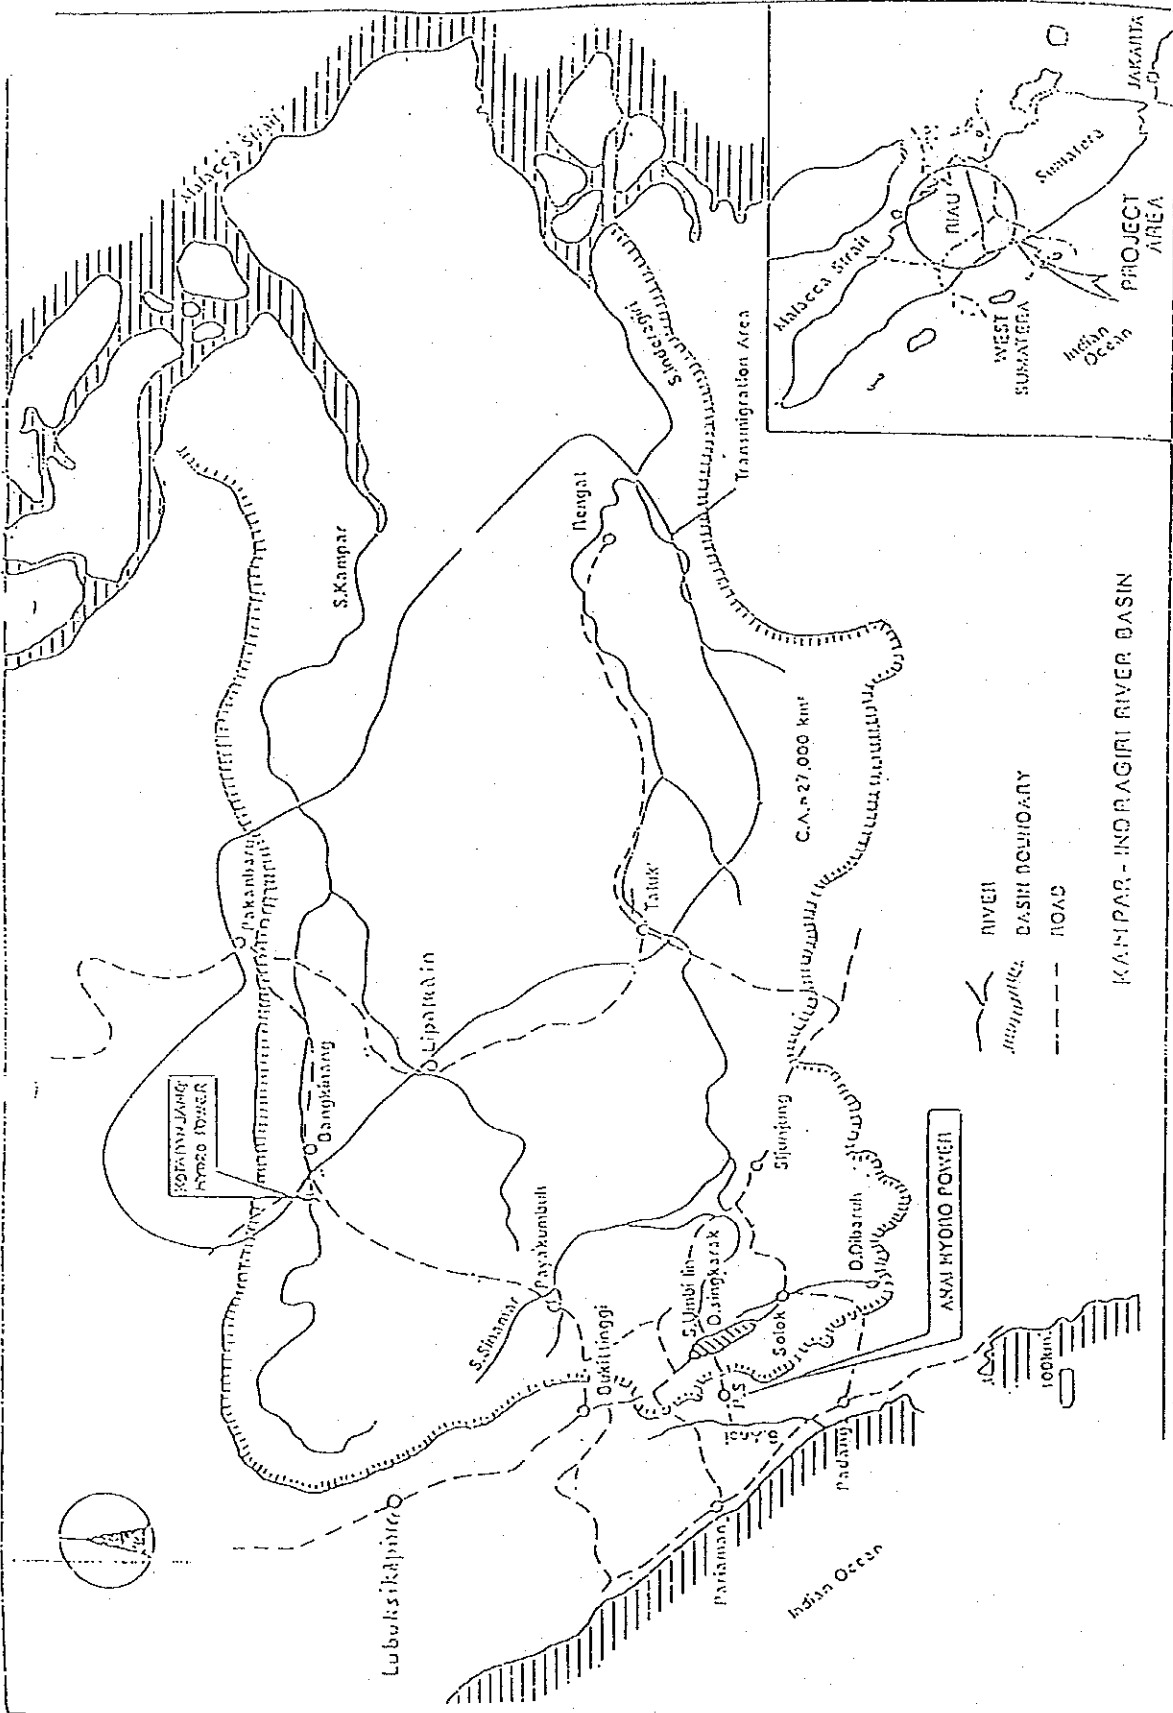 Malacca Strait
S.Kampar
S.Inderagiri
Transmigration Area
Rengat
Pakanbaru
KOTAPANJANG
HYDRO POWER
Bangkinang
Lipatkain
Taluk
C.A.=27,000 km²
S.Sinamar
Payakumbuh
Bukittinggi
Lubuksikaping
S.Umbilin
D.singkarak
Solok
Sijunjung
D.Dibaruh
P.S
Pariaman
Padang
ANAI HYDRO POWER
Indian Ocean
100km
RIVER
BASIN BOUNDARY
ROAD
KAMPAR - INDRAGIRI RIVER BASIN
Malacca Strait
RIAU
Sumatera
JAKARTA
WEST
SUMATERA
Indian
Ocean
PROJECT
AREA